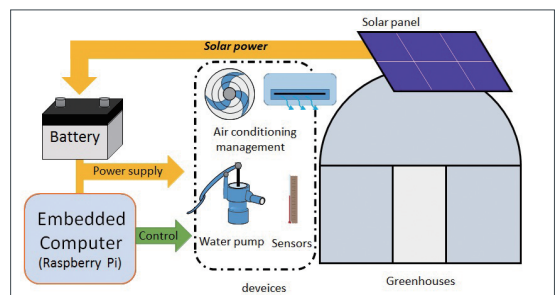 Solar panel
Solar power
Battery
Air conditioning
management
Power supply
Embedded
Computer
(Raspberry Pi)
Control
Water pump
Sensors
Greenhouses
deveices